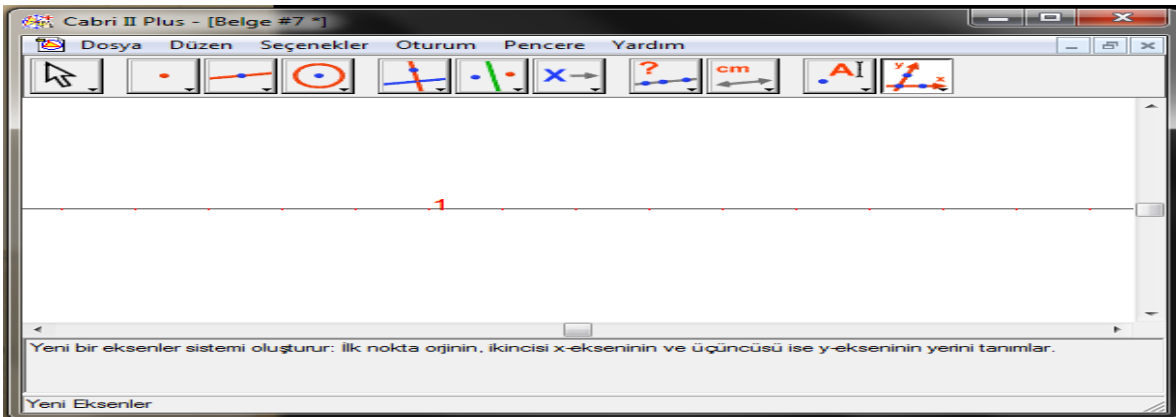 Cabri II Plus - [Belge #7 *]
Dosya Düzen Seçenekler Oturum Pencere Yardım
? cm A y x
1
Yeni bir eksenler sistemi oluşturur: İlk nokta orjinin, ikincisi x-ekseninin ve üçüncüsü ise y-ekseninin yerini tanımlar.
Yeni Eksenler